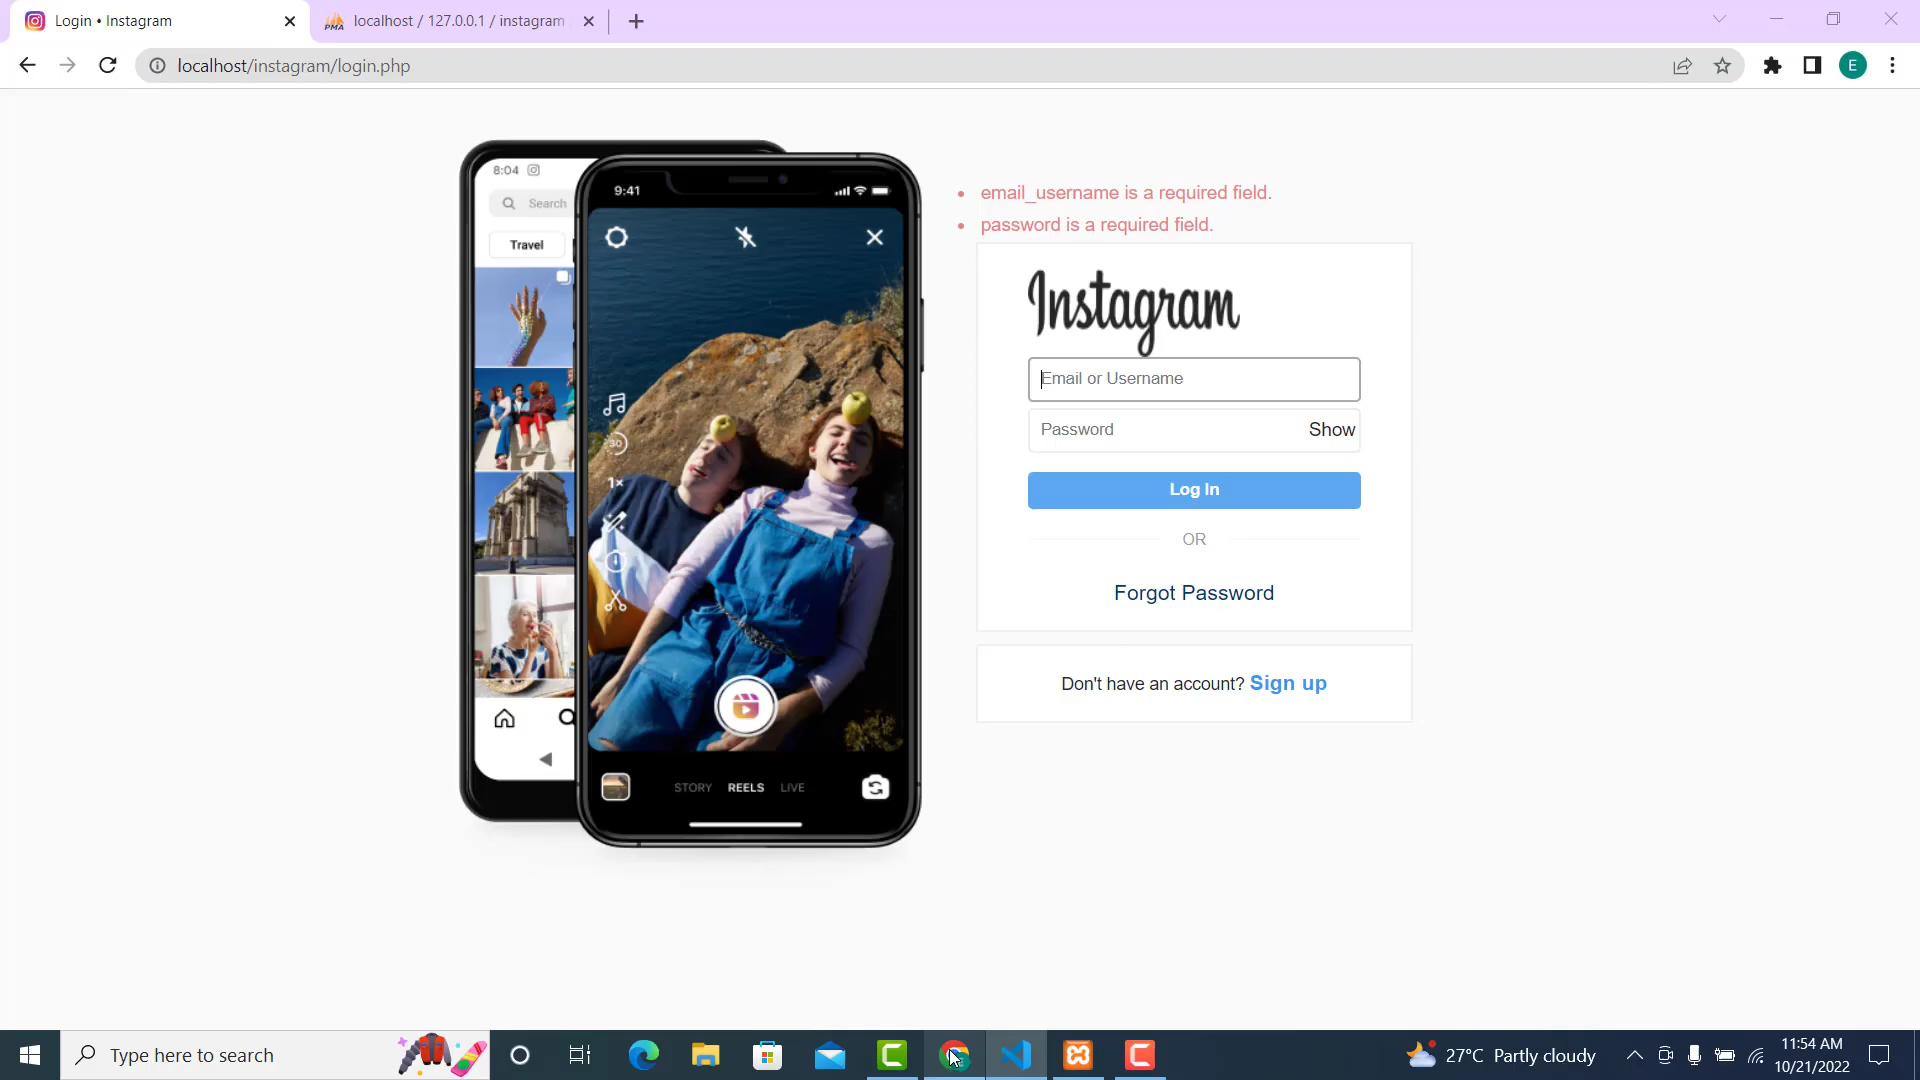 Login • Instagram
PMA
localhost / 127.0.0.1 / instagram
localhost/instagram/login.php
E
8:04
Search
Travel
9:41
30
1×
STORY REELS LIVE
email_username is a required field.
password is a required field.
Instagram
Email or Username
Password Show
Log In
OR
Forgot Password
Don't have an account? Sign up
Type here to search
27°C Partly cloudy
11:54 AM
10/21/2022